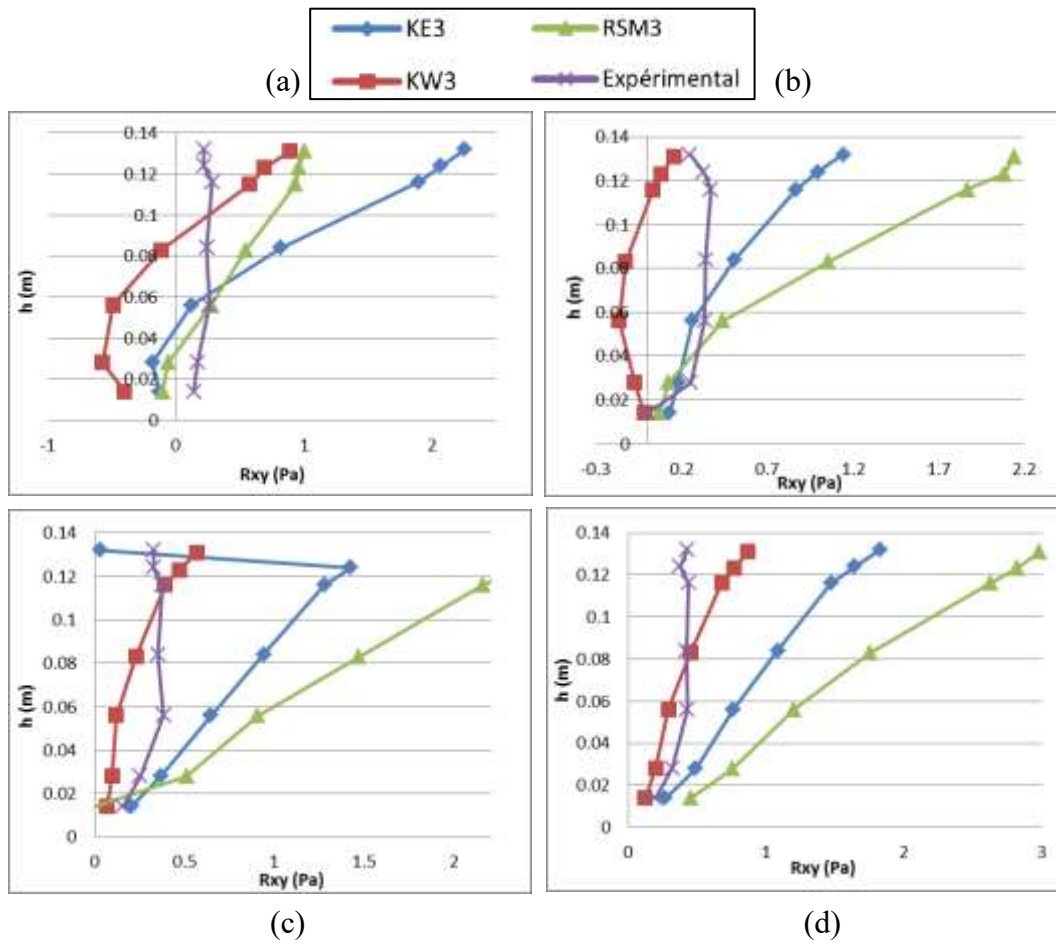 KE3 RSM3
(a) KW3 Expérimental (b)
0.14
0.12
0.1
0.08
0.06
0.04
0.02
0
-1 0 1 2
Rxy (Pa)
h (m)
0.14
0.12
0.1
0.08
0.06
0.04
0.02
0
-0.3 0.2 0.7 1.2 1.7 2.2
Rxy (Pa)
h (m)
0.14
0.12
0.1
0.08
0.06
0.04
0.02
0
0 0.5 1 1.5 2
Rxy (Pa)
h (m)
0.14
0.12
0.1
0.08
0.06
0.04
0.02
0
0 1 2 3
Rxy (Pa)
h (m)
(c) (d)